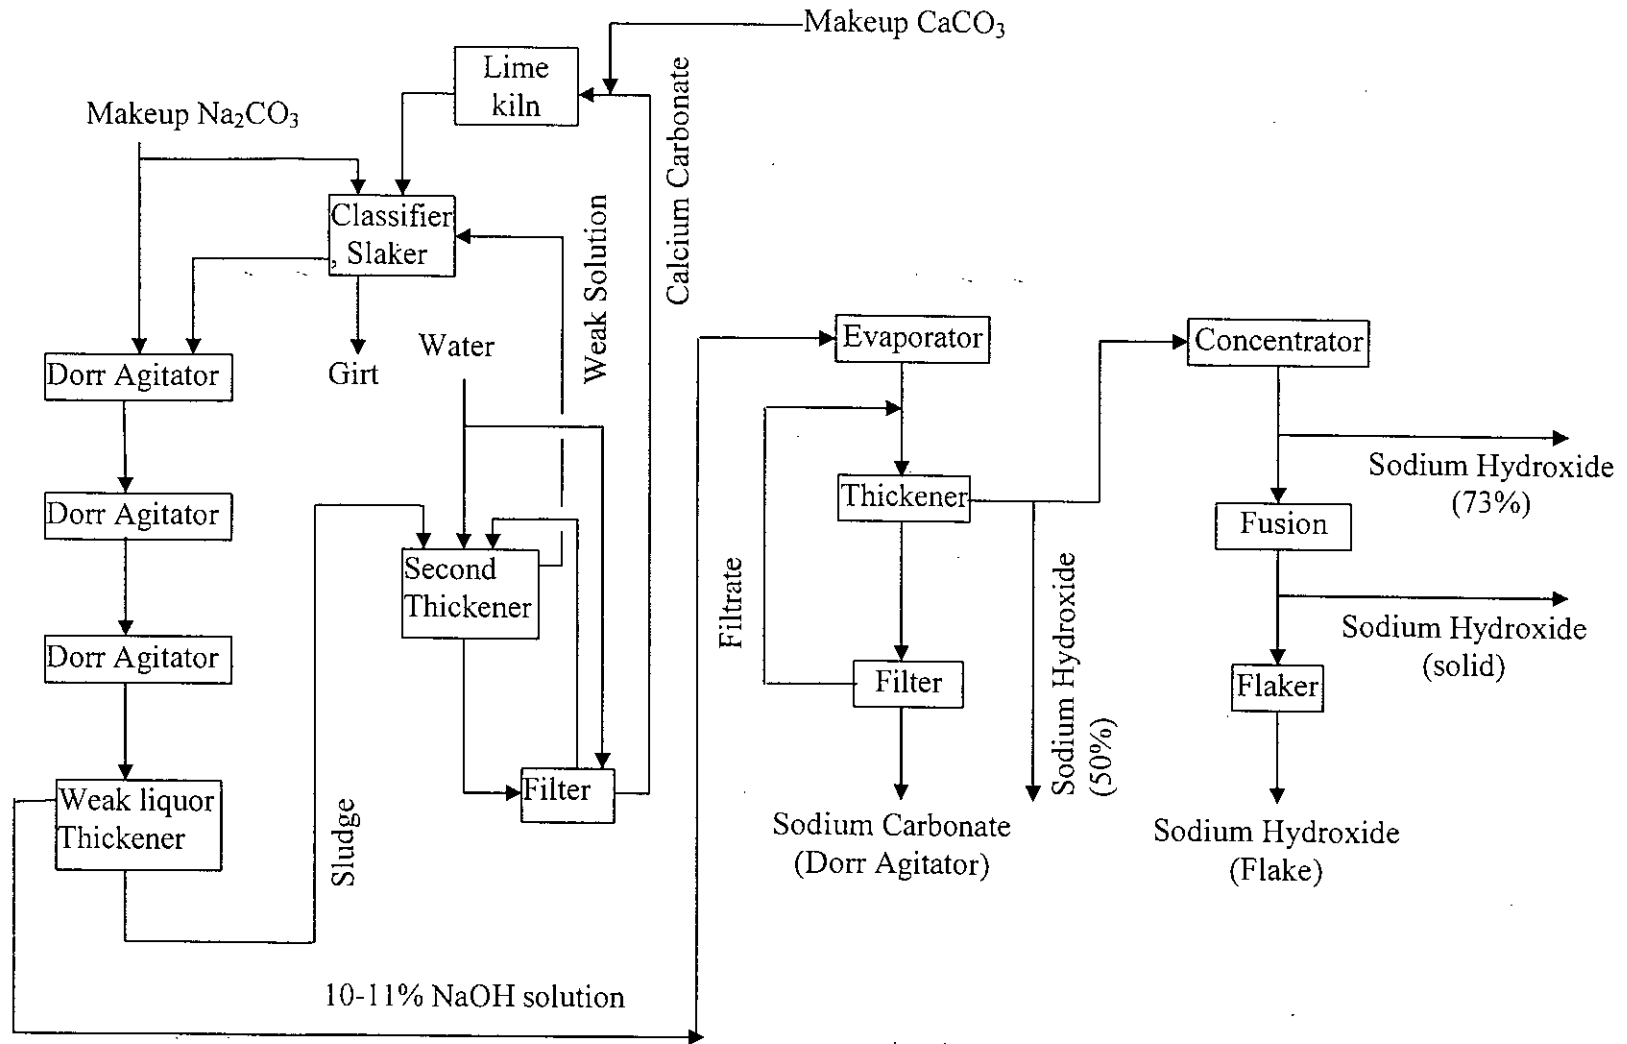 Makeup CaCO₃
Lime
kiln
Makeup Na₂CO₃
Calcium Carbonate
Classifier
, Slaker
Weak Solution
Girt
Water
Dorr Agitator
Dorr Agitator
Dorr Agitator
Second
Thickener
Filter
Weak liquor
Thickener
Sludge
10-11% NaOH solution
Evaporator
Thickener
Filtrate
Filter
Sodium Carbonate
(Dorr Agitator)
Sodium Hydroxide
(50%)
Concentrator
Sodium Hydroxide
(73%)
Fusion
Sodium Hydroxide
(solid)
Flaker
Sodium Hydroxide
(Flake)